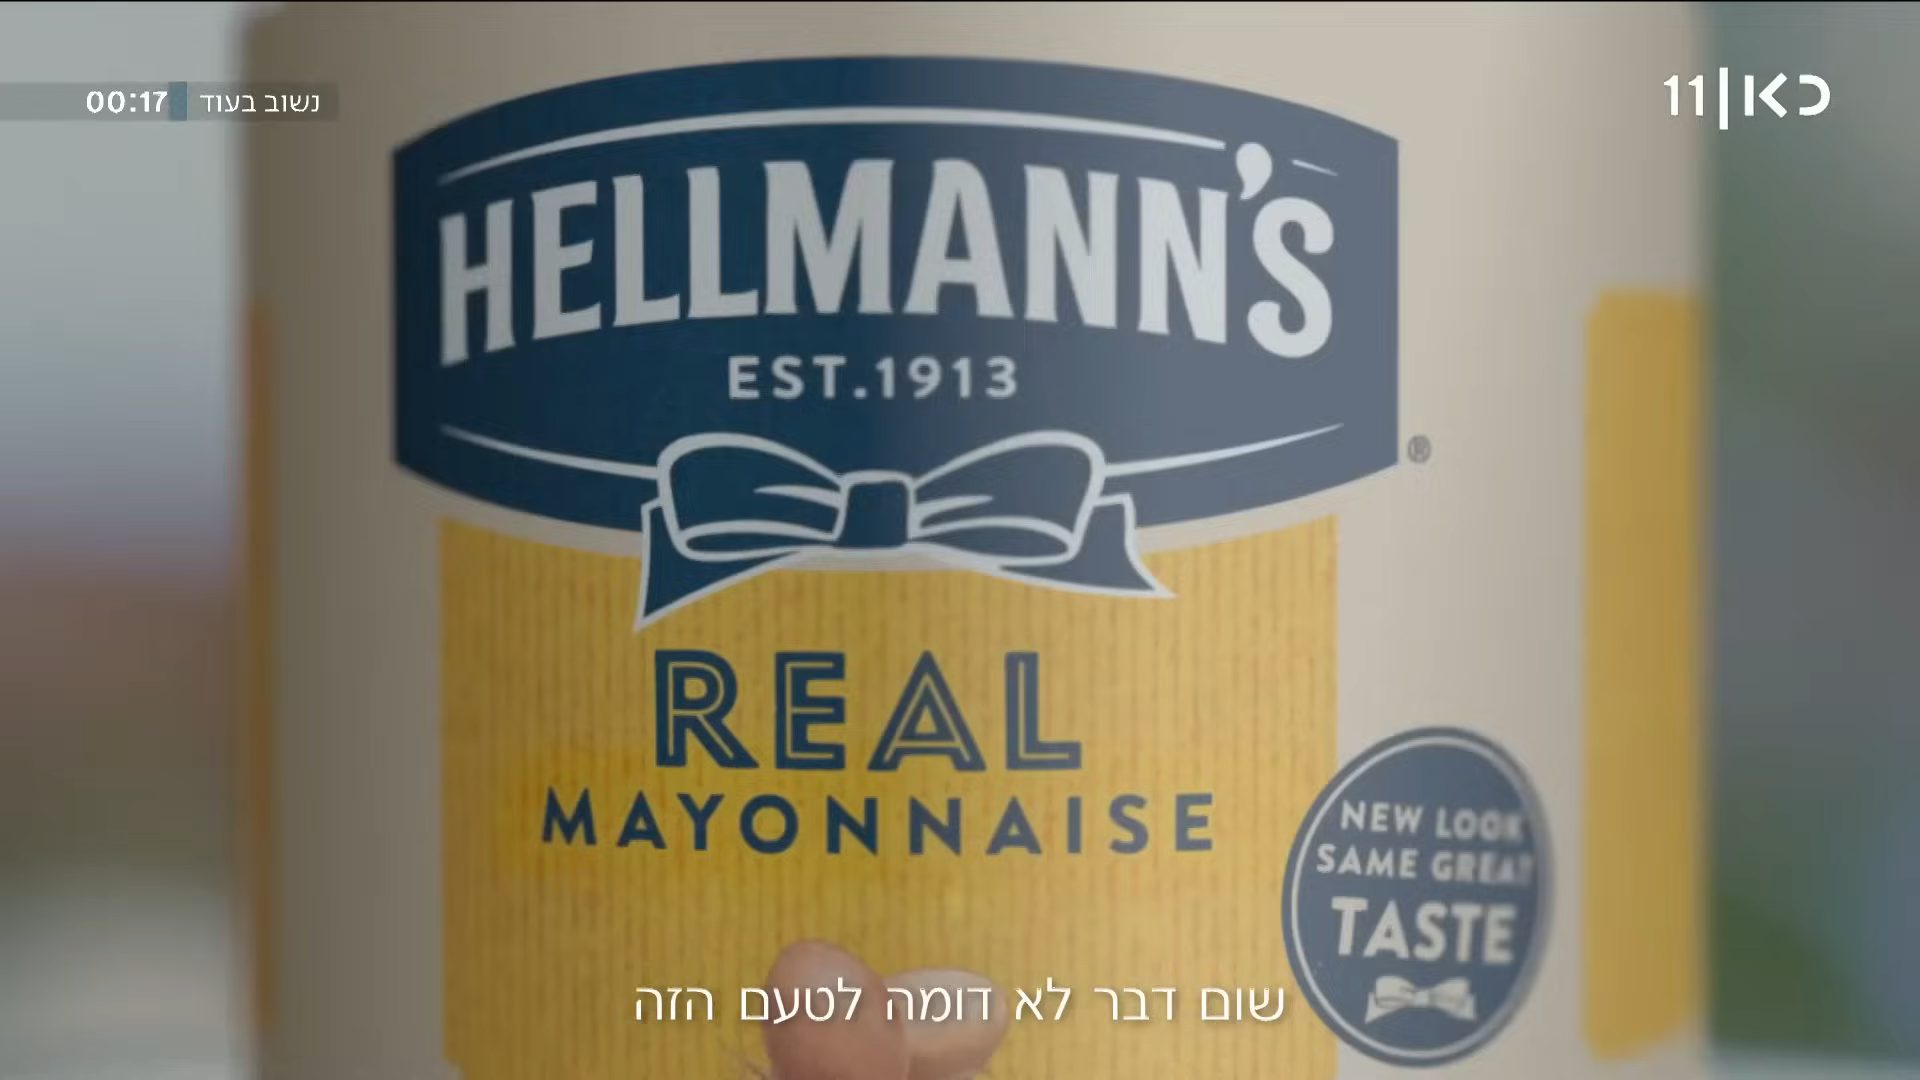 נשוב בעוד 00:17
כאן|11
HELLMANN'S
EST.1913
®
REAL
MAYONNAISE
NEW LOOK
SAME GREAT
TASTE
שום דבר לא דומה לטעם הזה